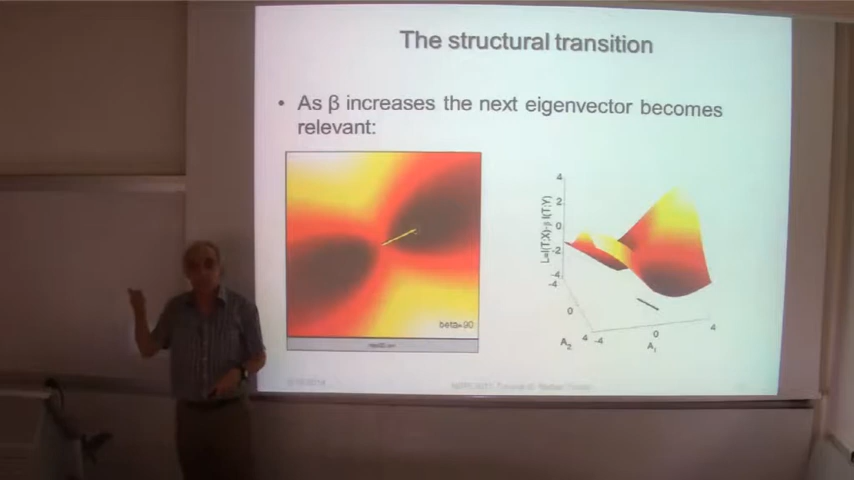 The structural transition
• As β increases the next eigenvector becomes
relevant:
beta=90
L=I(T;X)-β I(T;Y)
4
2
0
-2
-4
-4
0
4
A₂
-4
0
4
A₁